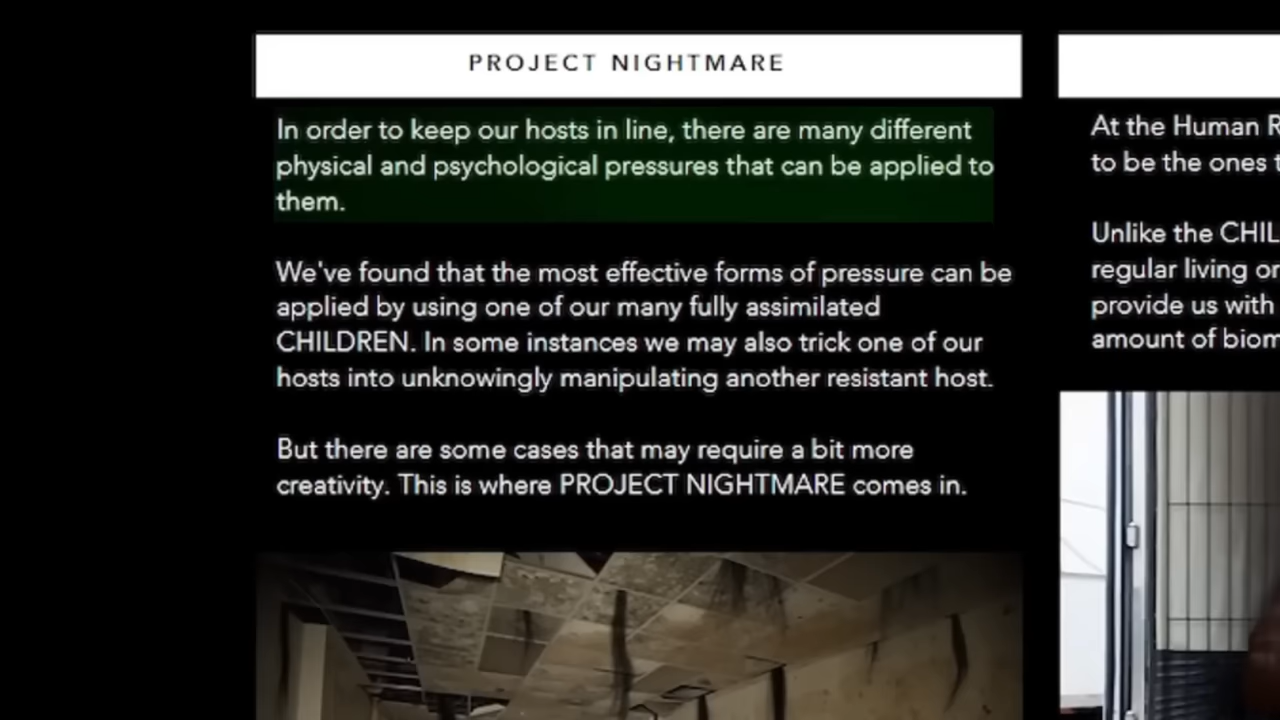 PROJECT NIGHTMARE
In order to keep our hosts in line, there are many different
physical and psychological pressures that can be applied to
them.
We've found that the most effective forms of pressure can be
applied by using one of our many fully assimilated
CHILDREN. In some instances we may also trick one of our
hosts into unknowingly manipulating another resistant host.
But there are some cases that may require a bit more
creativity. This is where PROJECT NIGHTMARE comes in.
At the Human
to be the ones
Unlike the
regular living
provide us with
amount of